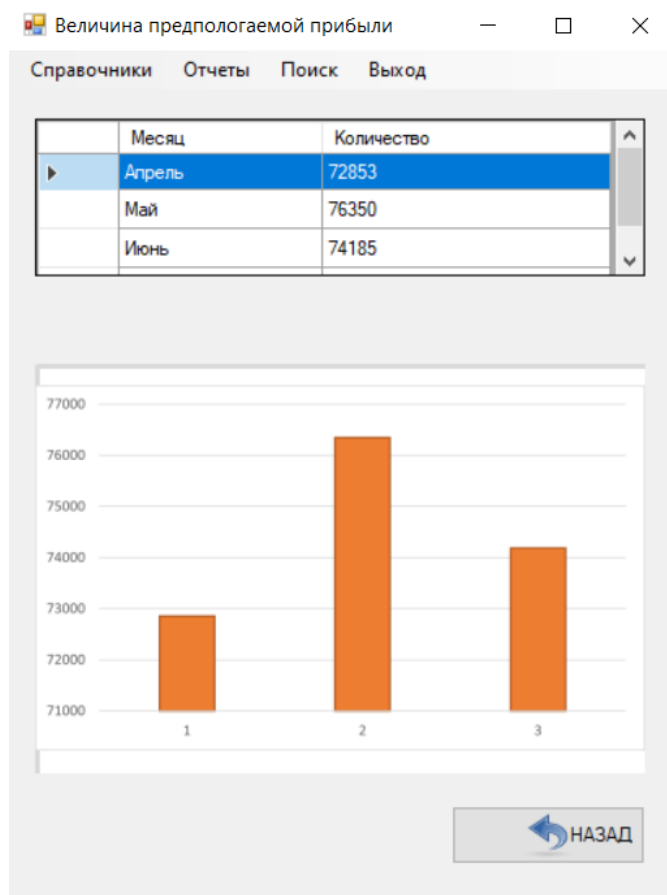 Величина предпологаемой прибыли
Справочники Отчеты Поиск Выход
Месяц Количество
Апрель 72853
Май 76350
Июнь 74185
77000
76000
75000
74000
73000
72000
71000
1 2 3
НАЗАД